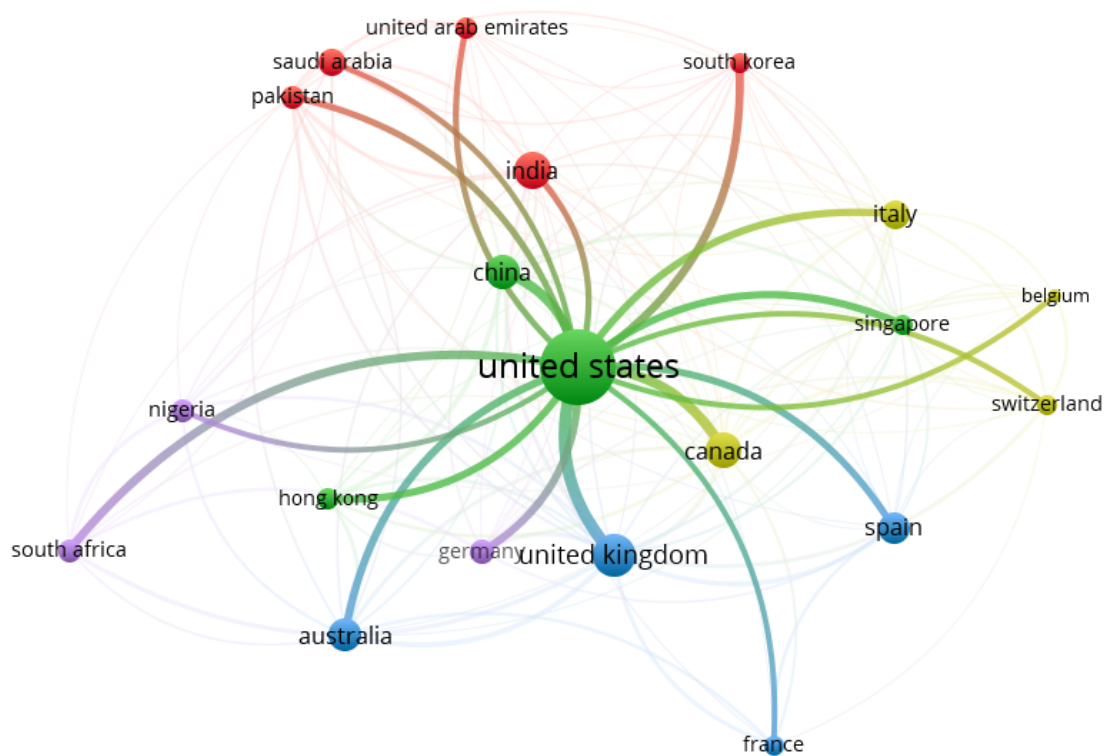 united arab emirates
saudi arabia
south korea
pakistan
india
italy
china
belgium
singapore
united states
switzerland
nigeria
canada
hong kong
spain
south africa
germany
united kingdom
australia
france